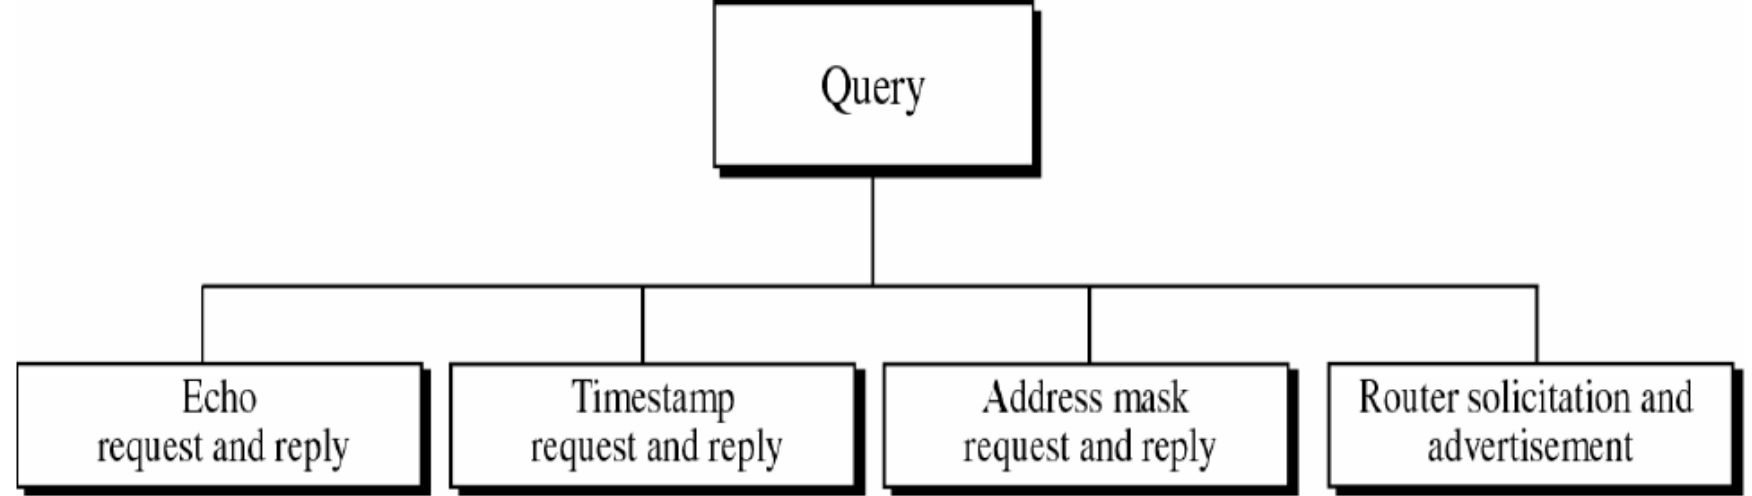 Query
Echo
request and reply
Timestamp
request and reply
Address mask
request and reply
Router solicitation and
advertisement